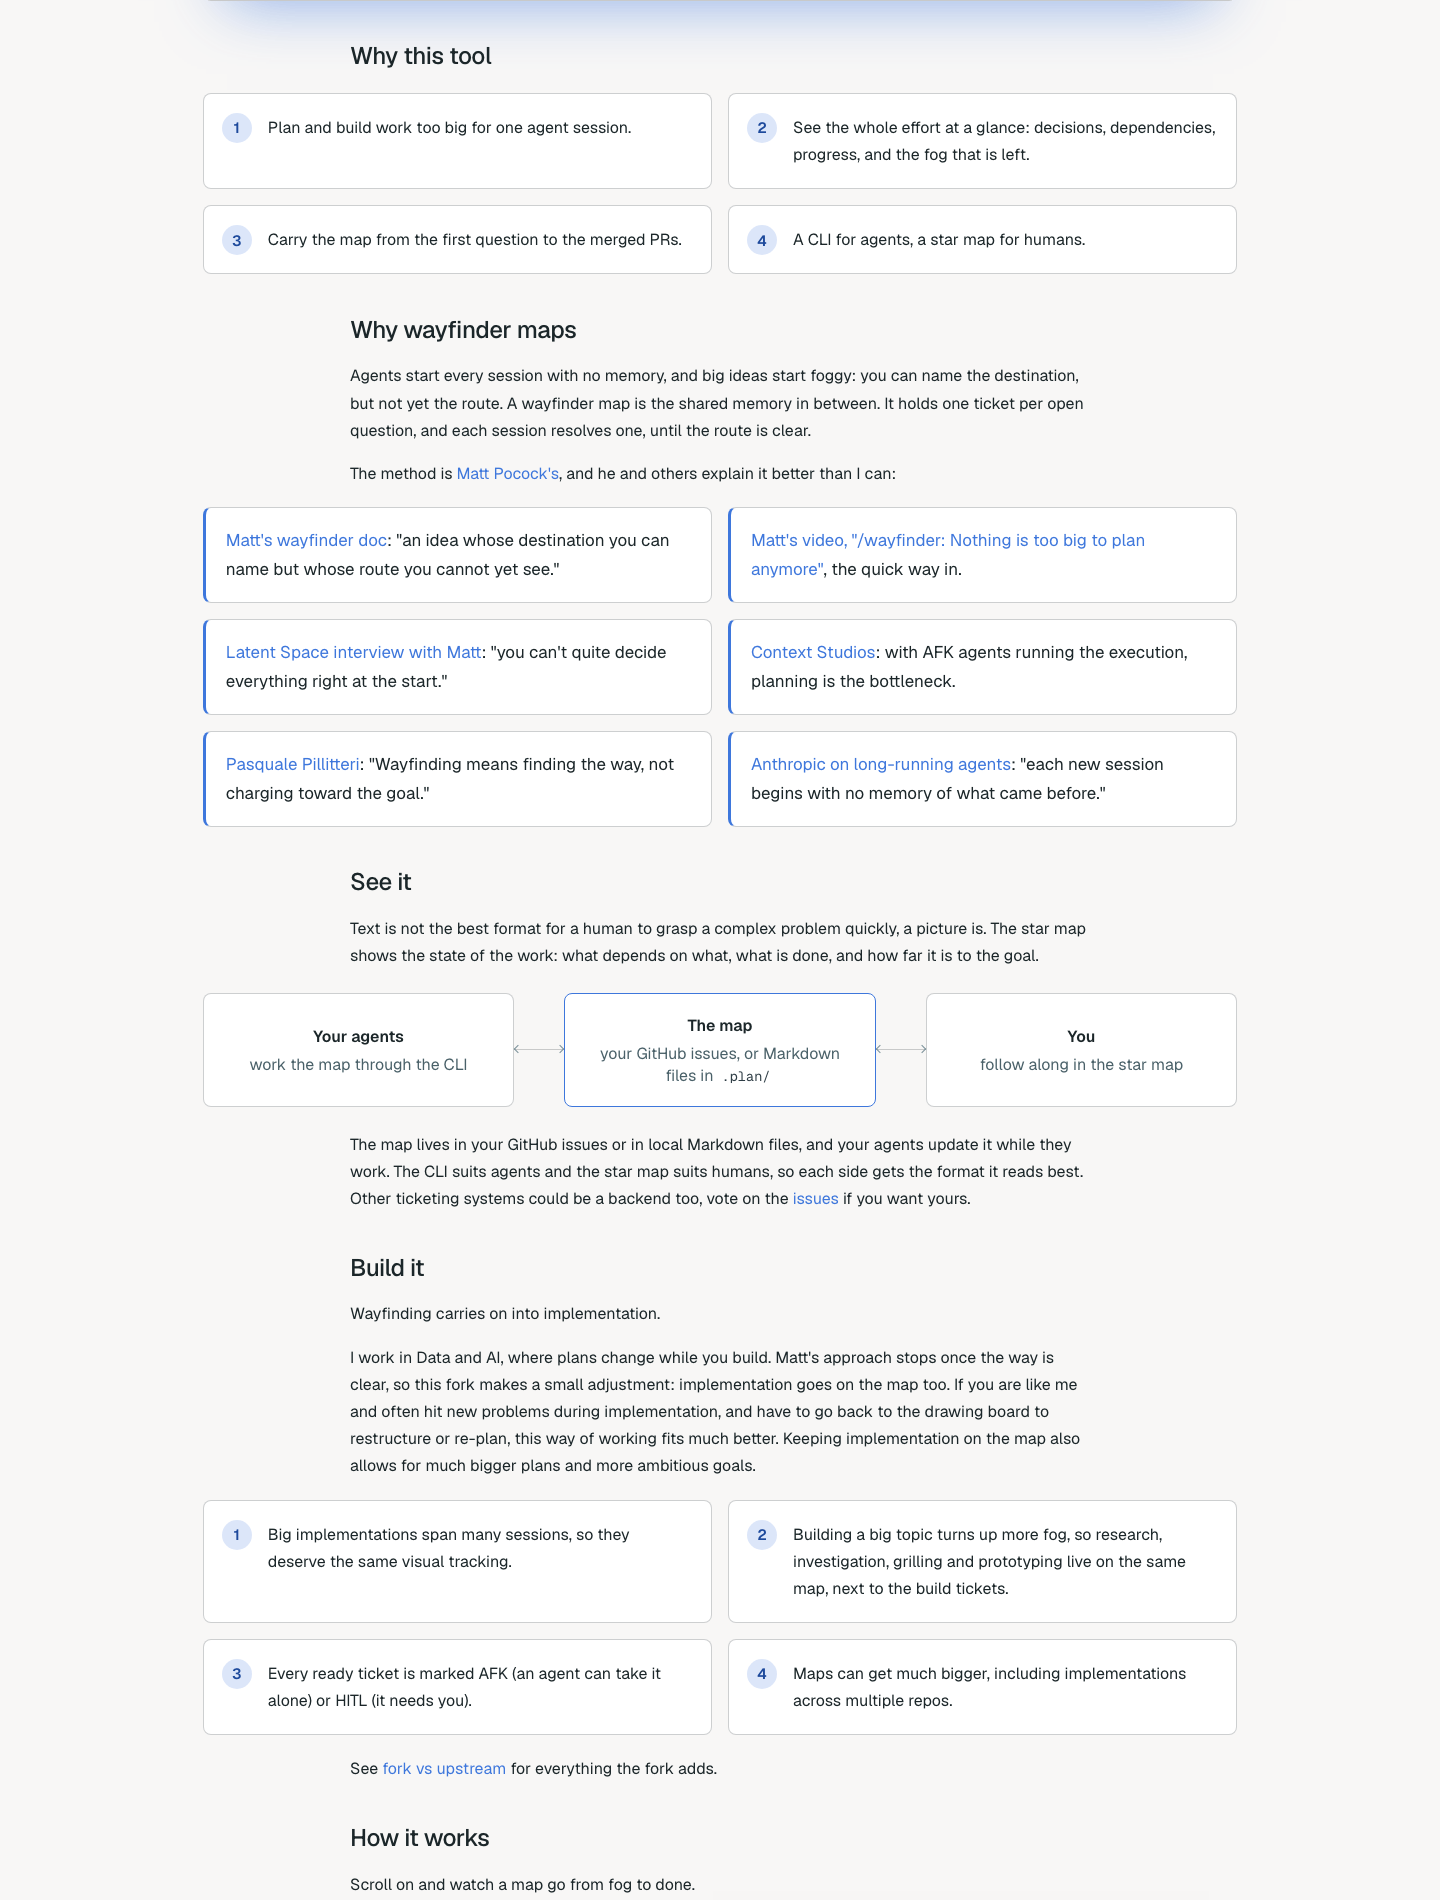 Why this tool
1 Plan and build work too big for one agent session.
2 See the whole effort at a glance: decisions, dependencies,
progress, and the fog that is left.
3 Carry the map from the first question to the merged PRs.
4 A CLI for agents, a star map for humans.
Why wayfinder maps
Agents start every session with no memory, and big ideas start foggy: you can name the destination,
but not yet the route. A wayfinder map is the shared memory in between. It holds one ticket per open
question, and each session resolves one, until the route is clear.
The method is Matt Pocock's, and he and others explain it better than I can:
Matt's wayfinder doc: "an idea whose destination you can
name but whose route you cannot yet see."
Matt's video, "/wayfinder: Nothing is too big to plan
anymore", the quick way in.
Latent Space interview with Matt: "you can't quite decide
everything right at the start."
Context Studios: with AFK agents running the execution,
planning is the bottleneck.
Pasquale Pillitteri: "Wayfinding means finding the way, not
charging toward the goal."
Anthropic on long-running agents: "each new session
begins with no memory of what came before."
See it
Text is not the best format for a human to grasp a complex problem quickly, a picture is. The star map
shows the state of the work: what depends on what, what is done, and how far it is to the goal.
Your agents
work the map through the CLI
The map
your GitHub issues, or Markdown
files in .plan/
You
follow along in the star map
The map lives in your GitHub issues or in local Markdown files, and your agents update it while they
work. The CLI suits agents and the star map suits humans, so each side gets the format it reads best.
Other ticketing systems could be a backend too, vote on the issues if you want yours.
Build it
Wayfinding carries on into implementation.
I work in Data and AI, where plans change while you build. Matt's approach stops once the way is
clear, so this fork makes a small adjustment: implementation goes on the map too. If you are like me
and often hit new problems during implementation, and have to go back to the drawing board to
restructure or re-plan, this way of working fits much better. Keeping implementation on the map also
allows for much bigger plans and more ambitious goals.
1 Big implementations span many sessions, so they
deserve the same visual tracking.
2 Building a big topic turns up more fog, so research,
investigation, grilling and prototyping live on the same
map, next to the build tickets.
3 Every ready ticket is marked AFK (an agent can take it
alone) or HITL (it needs you).
4 Maps can get much bigger, including implementations
across multiple repos.
See fork vs upstream for everything the fork adds.
How it works
Scroll on and watch a map go from fog to done.